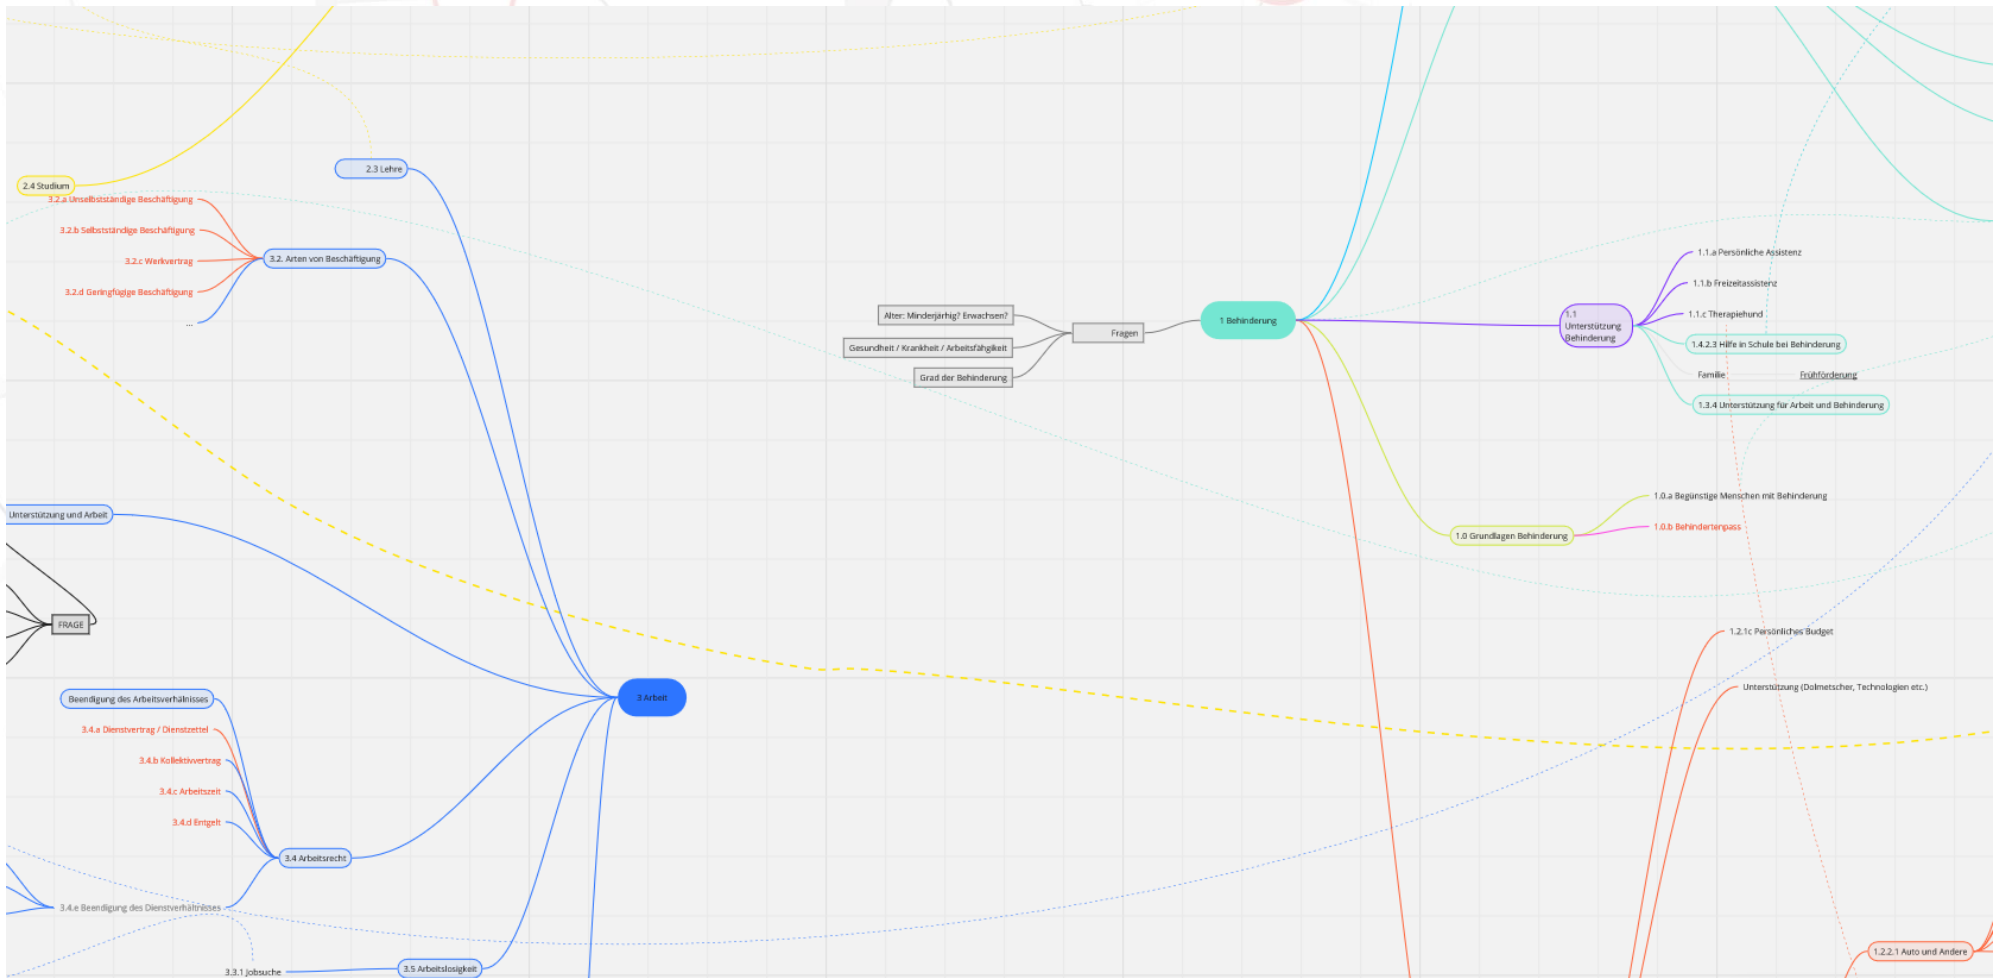 2.3 Lehre
2.4 Studium
3.2.a Unselbstständige Beschäftigung
3.2.b Selbstständige Beschäftigung
3.2. Arten von Beschäftigung
3.2.c Werkvertrag
3.2.d Geringfügige Beschäftigung
...
Unterstützung und Arbeit
FRAGE
3 Arbeit
Beendigung des Arbeitsverhälnisses
3.4.a Dienstvertrag / Dienstzettel
3.4.b Kollektivvertrag
3.4.c Arbeitszeit
3.4.d Entgelt
3.4 Arbeitsrecht
3.4.e Beendigung des Dienstverhältnisses
3.5 Arbeitslosigkeit
3.3.1 Jobsuche
Alter: Minderjärhig? Erwachsen?
Fragen
Gesundheit / Krankheit / Arbeitsfähgikeit
Grad der Behinderung
1 Behinderung
1.1
Unterstützung
Behinderung
1.1.a Persönliche Assistenz
1.1.b Freizeitassistenz
1.1.c Therapiehund
1.4.2.3 Hilfe in Schule bei Behinderung
Familie
Frühförderung
1.3.4 Unterstützung für Arbeit und Behinderung
1.0.a Begünstige Menschen mit Behinderung
1.0.b Behindertenpass
1.0 Grundlagen Behinderung
1.2.1c Persönliches Budget
Unterstützung (Dolmetscher, Technologien etc.)
1.2.2.1 Auto und Andere